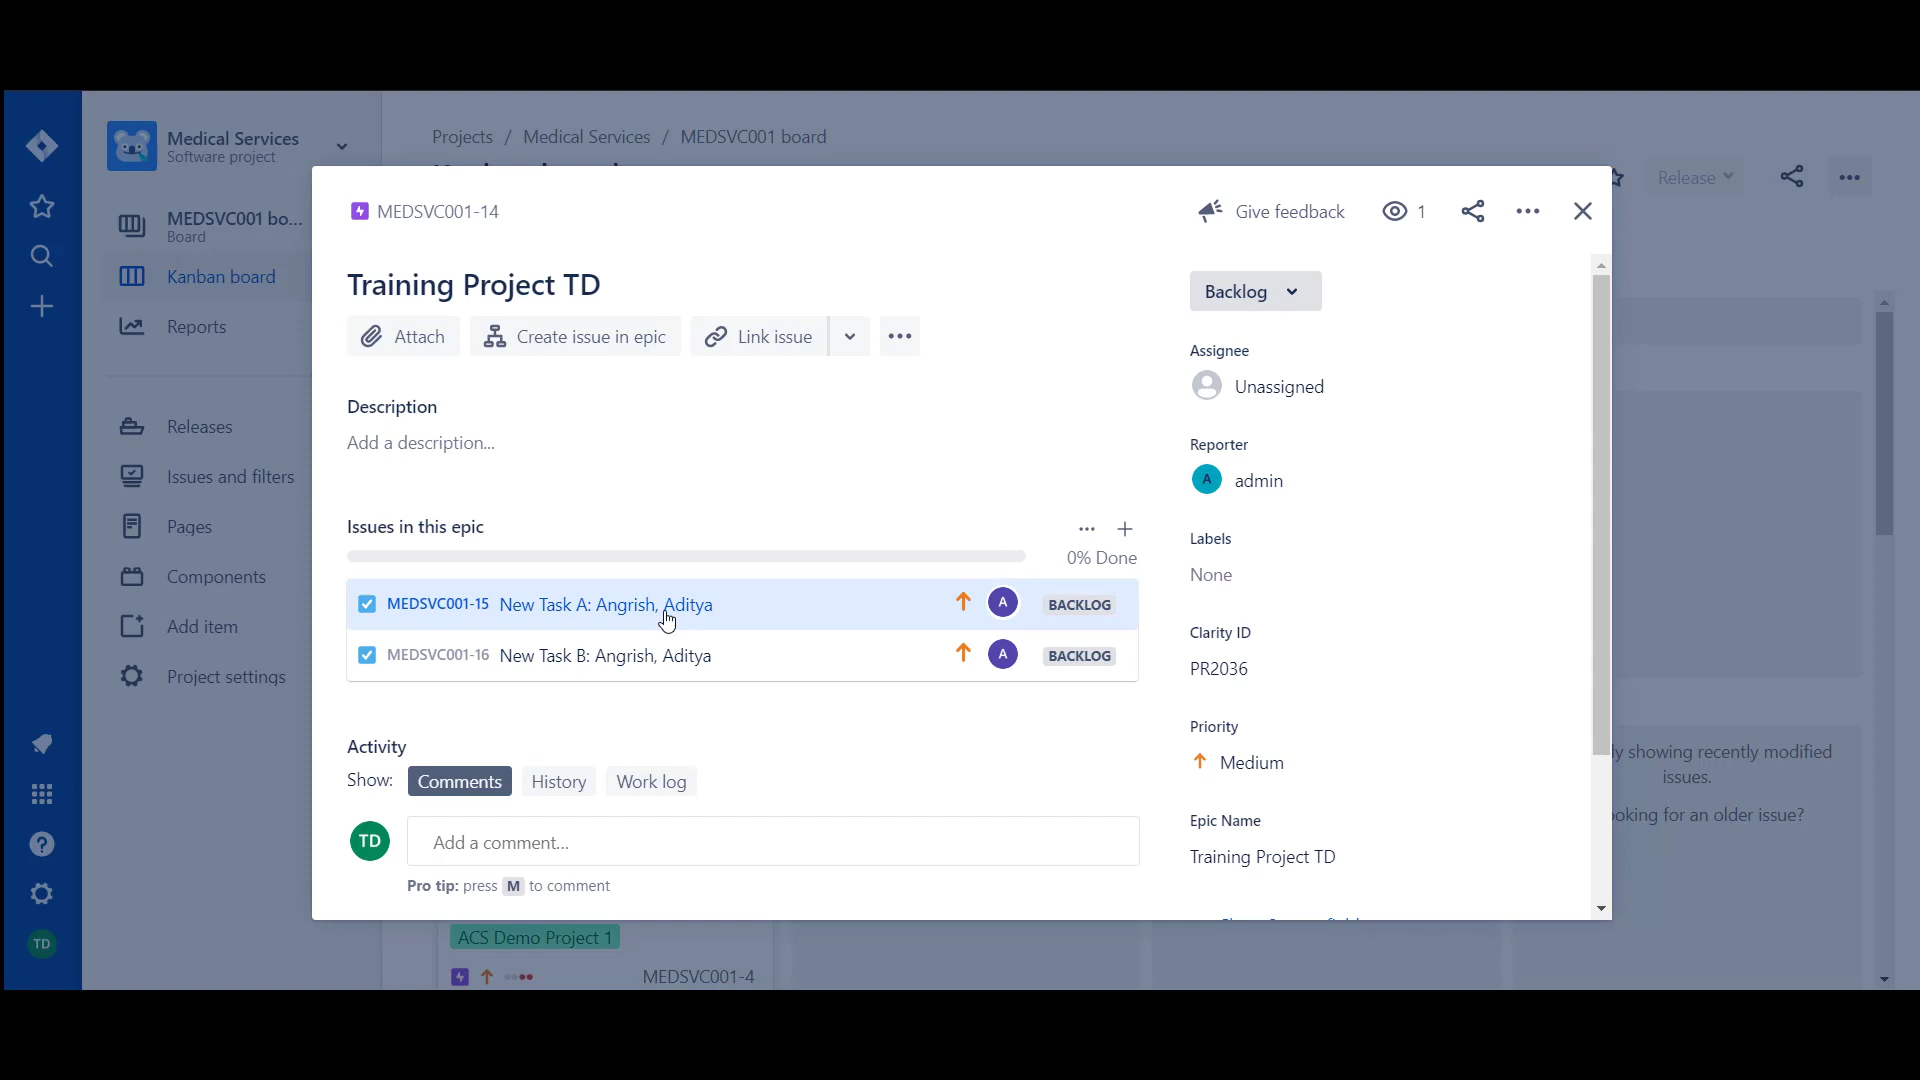 Medical Services
Software project
MEDSVC001 bo...
Board
Kanban board
Reports
Releases
Issues and filters
Pages
Components
Add item
Project settings
TD
Projects / Medical Services / MEDSVC001 board
Release
MEDSVC001-14
Give feedback
1
Training Project TD
Attach
Create issue in epic
Link issue
Description
Add a description...
Issues in this epic
0% Done
MEDSVC001-15 New Task A: Angrish, Aditya A BACKLOG
MEDSVC001-16 New Task B: Angrish, Aditya A BACKLOG
Activity
Show: Comments History Work log
TD Add a comment...
Pro tip: press M to comment
Backlog
Assignee
Unassigned
Reporter
A admin
Labels
None
Clarity ID
PR2036
Priority
Medium
Epic Name
Training Project TD
showing recently modified
issues.
for an older issue?
ACS Demo Project 1
MEDSVC001-4